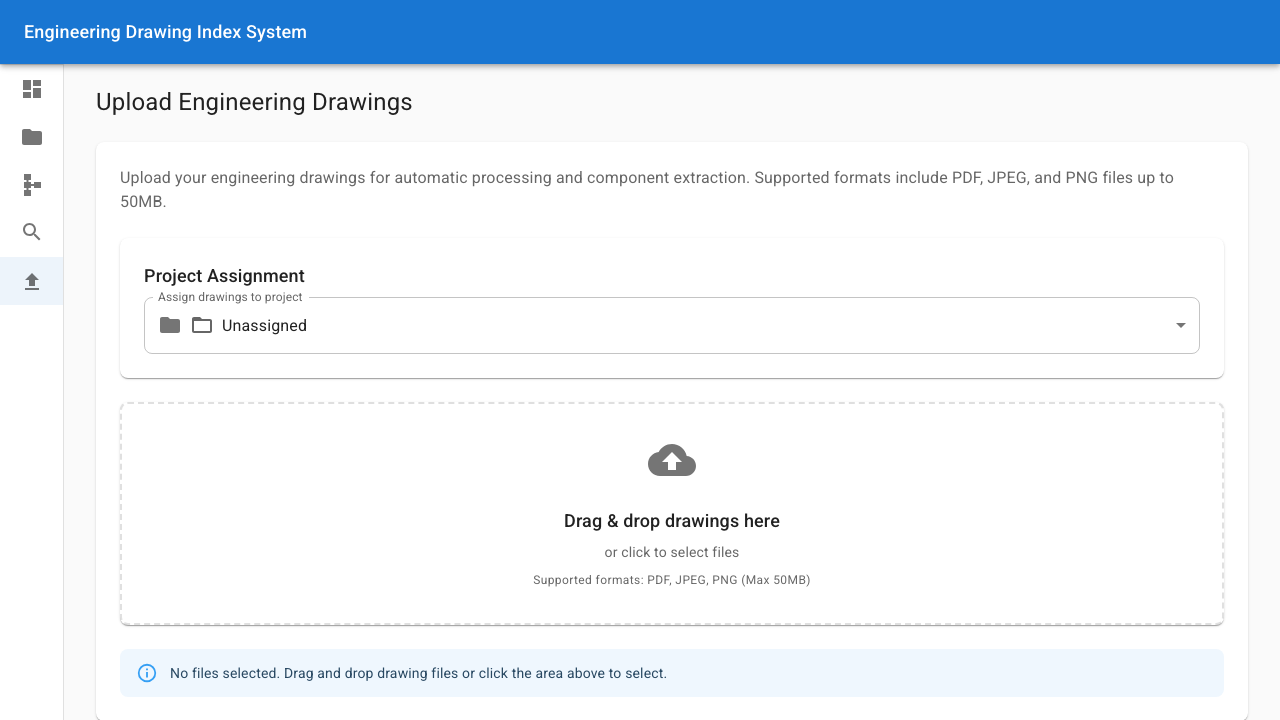 Engineering Drawing Index System
Upload Engineering Drawings
Upload your engineering drawings for automatic processing and component extraction. Supported formats include PDF, JPEG, and PNG files up to
50MB.
Project Assignment
Assign drawings to project
Unassigned
Drag & drop drawings here
or click to select files
Supported formats: PDF, JPEG, PNG (Max 50MB)
No files selected. Drag and drop drawing files or click the area above to select.